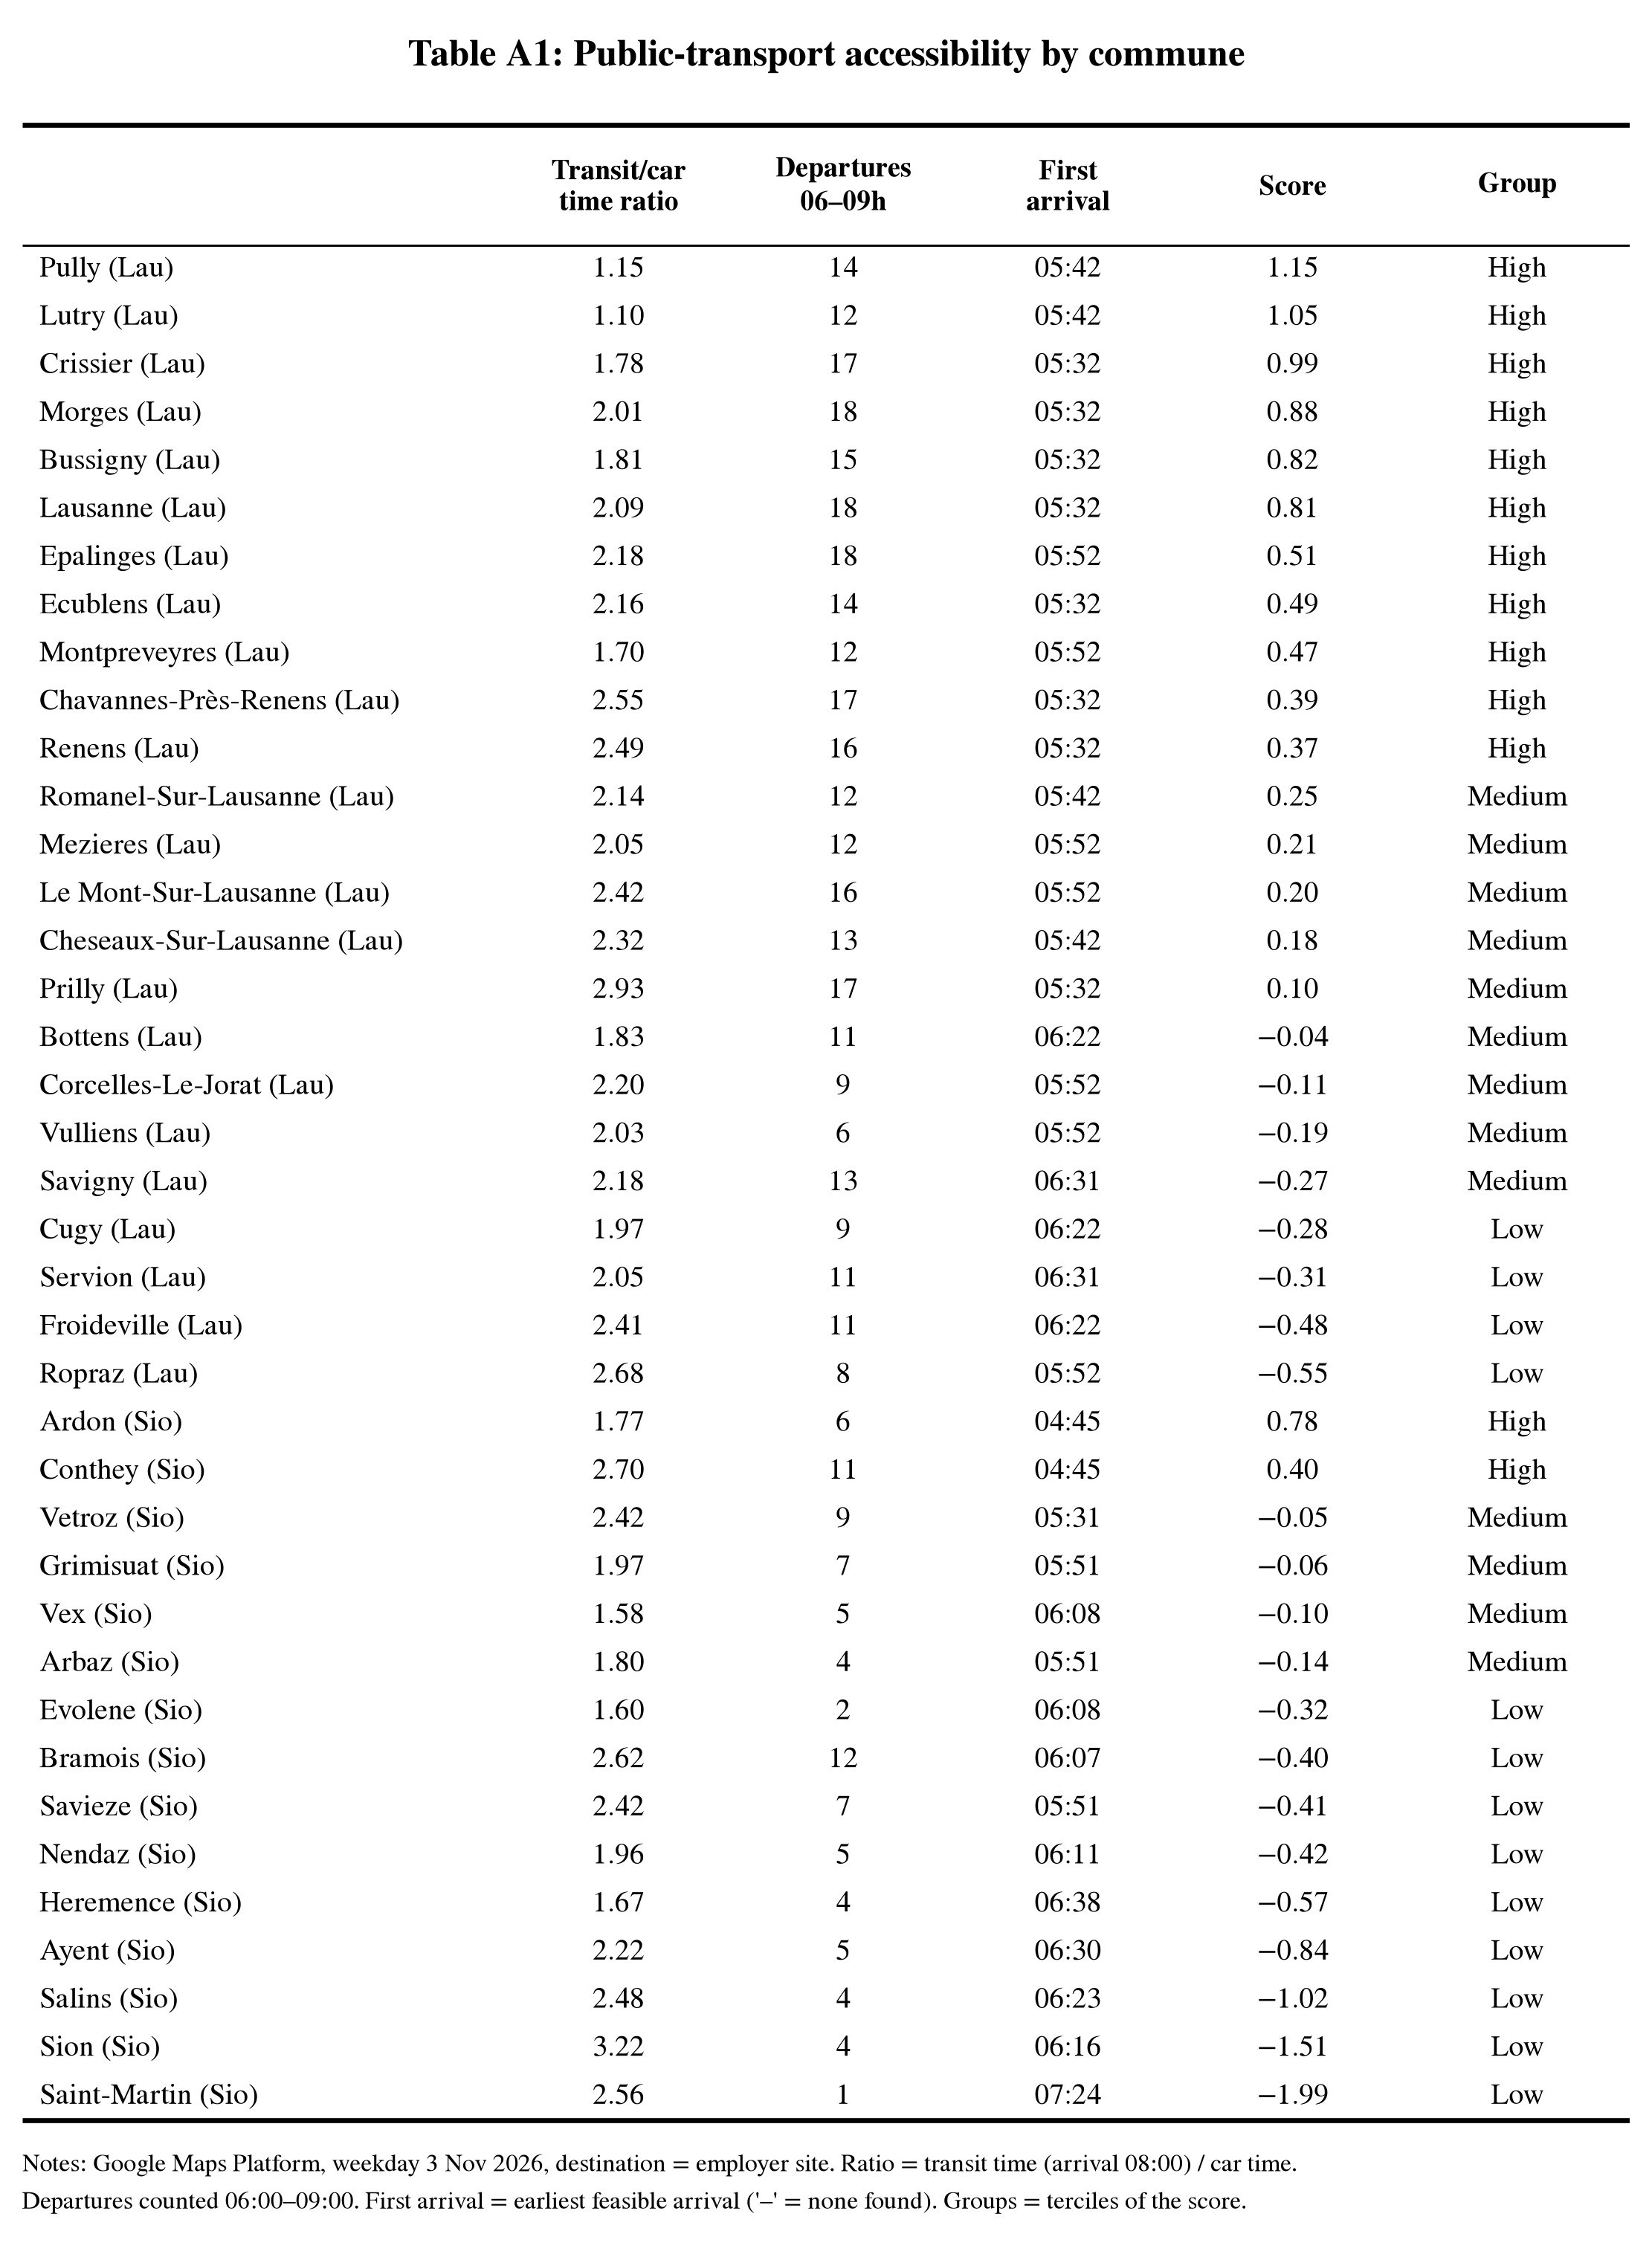 Table A1: Public-transport accessibility by commune
Transit/car time ratio Departures 06–09h First arrival Score Group
Pully (Lau) 1.15 14 05:42 1.15 High
Lutry (Lau) 1.10 12 05:42 1.05 High
Crissier (Lau) 1.78 17 05:32 0.99 High
Morges (Lau) 2.01 18 05:32 0.88 High
Bussigny (Lau) 1.81 15 05:32 0.82 High
Lausanne (Lau) 2.09 18 05:32 0.81 High
Epalinges (Lau) 2.18 18 05:52 0.51 High
Ecublens (Lau) 2.16 14 05:32 0.49 High
Montpreveyres (Lau) 1.70 12 05:52 0.47 High
Chavannes-Près-Renens (Lau) 2.55 17 05:32 0.39 High
Renens (Lau) 2.49 16 05:32 0.37 High
Romanel-Sur-Lausanne (Lau) 2.14 12 05:42 0.25 Medium
Mezieres (Lau) 2.05 12 05:52 0.21 Medium
Le Mont-Sur-Lausanne (Lau) 2.42 16 05:52 0.20 Medium
Cheseaux-Sur-Lausanne (Lau) 2.32 13 05:42 0.18 Medium
Prilly (Lau) 2.93 17 05:32 0.10 Medium
Bottens (Lau) 1.83 11 06:22 −0.04 Medium
Corcelles-Le-Jorat (Lau) 2.20 9 05:52 −0.11 Medium
Vulliens (Lau) 2.03 6 05:52 −0.19 Medium
Savigny (Lau) 2.18 13 06:31 −0.27 Medium
Cugy (Lau) 1.97 9 06:22 −0.28 Low
Servion (Lau) 2.05 11 06:31 −0.31 Low
Froideville (Lau) 2.41 11 06:22 −0.48 Low
Ropraz (Lau) 2.68 8 05:52 −0.55 Low
Ardon (Sio) 1.77 6 04:45 0.78 High
Conthey (Sio) 2.70 11 04:45 0.40 High
Vetroz (Sio) 2.42 9 05:31 −0.05 Medium
Grimisuat (Sio) 1.97 7 05:51 −0.06 Medium
Vex (Sio) 1.58 5 06:08 −0.10 Medium
Arbaz (Sio) 1.80 4 05:51 −0.14 Medium
Evolene (Sio) 1.60 2 06:08 −0.32 Low
Bramois (Sio) 2.62 12 06:07 −0.40 Low
Savieze (Sio) 2.42 7 05:51 −0.41 Low
Nendaz (Sio) 1.96 5 06:11 −0.42 Low
Heremence (Sio) 1.67 4 06:38 −0.57 Low
Ayent (Sio) 2.22 5 06:30 −0.84 Low
Salins (Sio) 2.48 4 06:23 −1.02 Low
Sion (Sio) 3.22 4 06:16 −1.51 Low
Saint-Martin (Sio) 2.56 1 07:24 −1.99 Low
Notes: Google Maps Platform, weekday 3 Nov 2026, destination = employer site. Ratio = transit time (arrival 08:00) / car time.
Departures counted 06:00–09:00. First arrival = earliest feasible arrival ('–' = none found). Groups = terciles of the score.